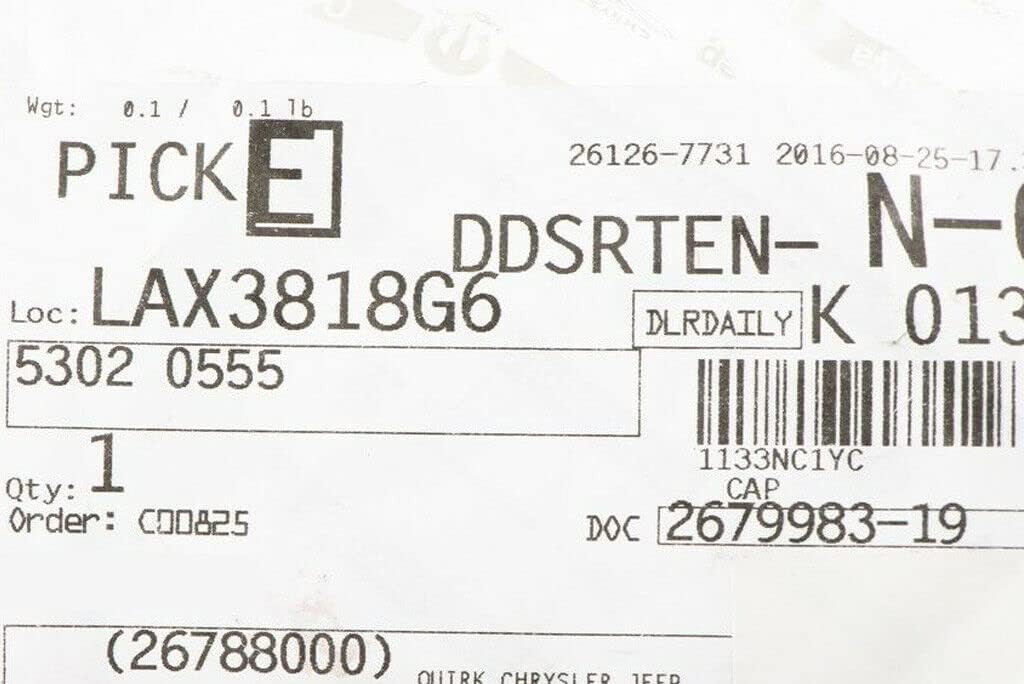 Wgt: 0.1 / 0.1 lb
PICK E
26126-7731 2016-08-25-17.
DDSRTEN- N-
Loc: LAX3818G6
DLRDAILY K 013
5302 0555
1133NC1YC
Qty: 1
CAP
Order: C00825
DOC 2679983-19
(26788000)
QUIRK CHRYSLER JEEP